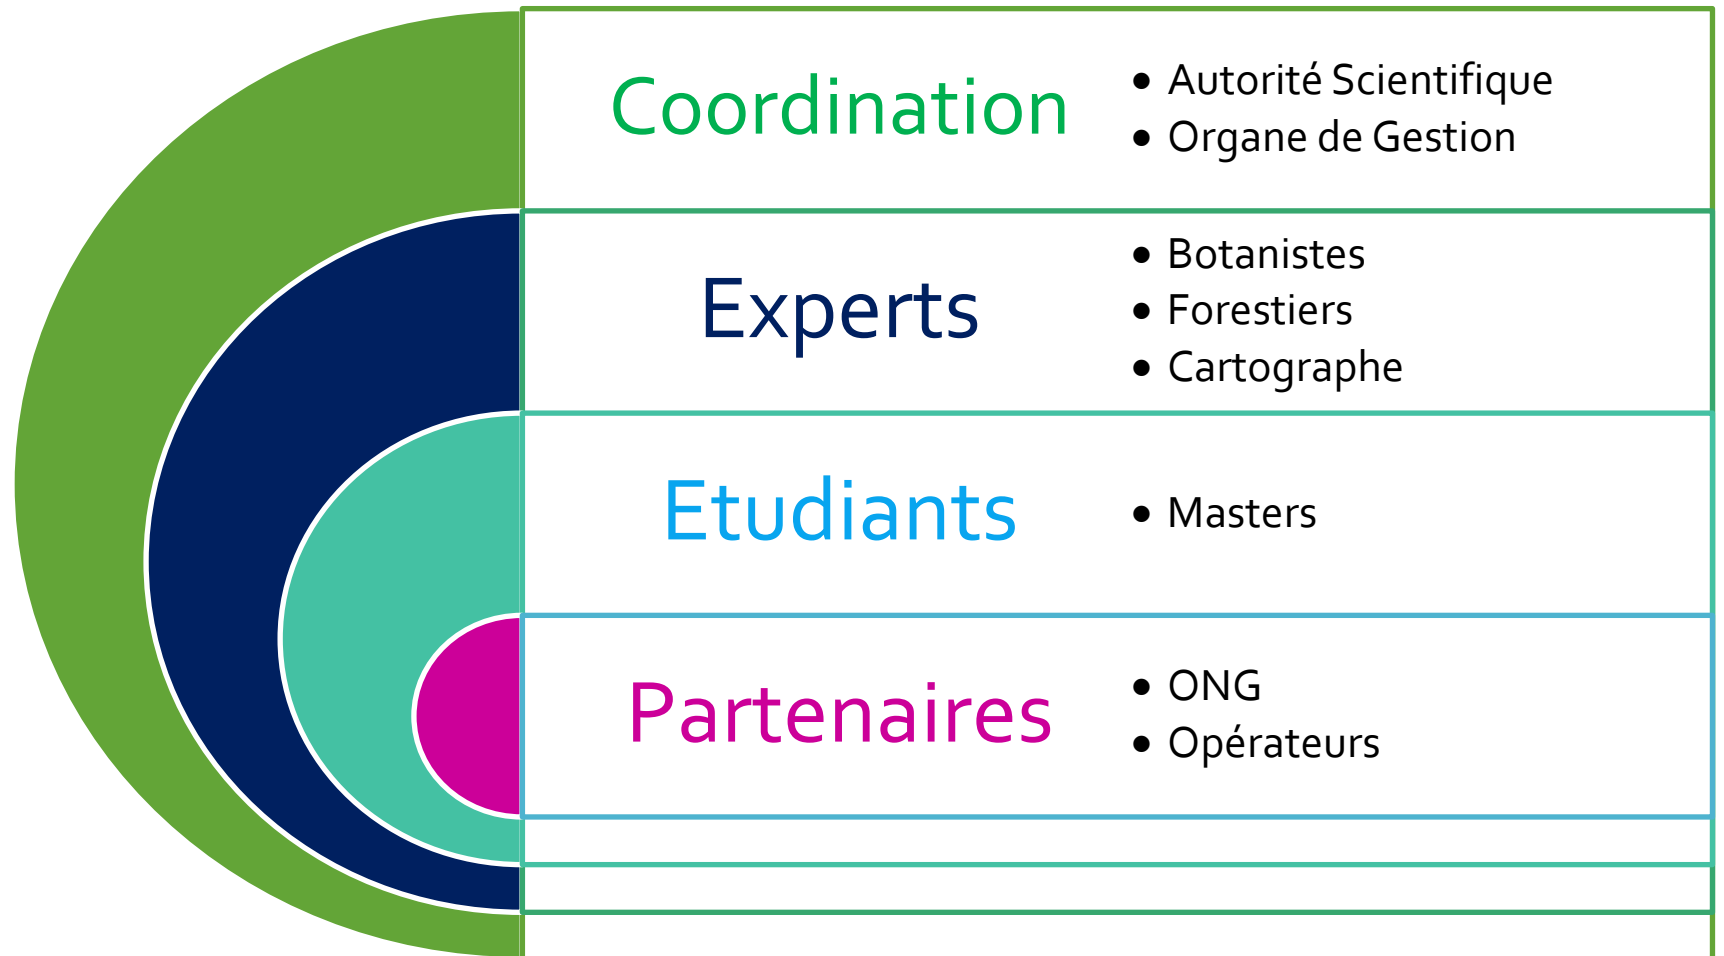 Coordination
• Autorité Scientifique
• Organe de Gestion
Experts
• Botanistes
• Forestiers
• Cartographe
Etudiants
• Masters
Partenaires
• ONG
• Opérateurs